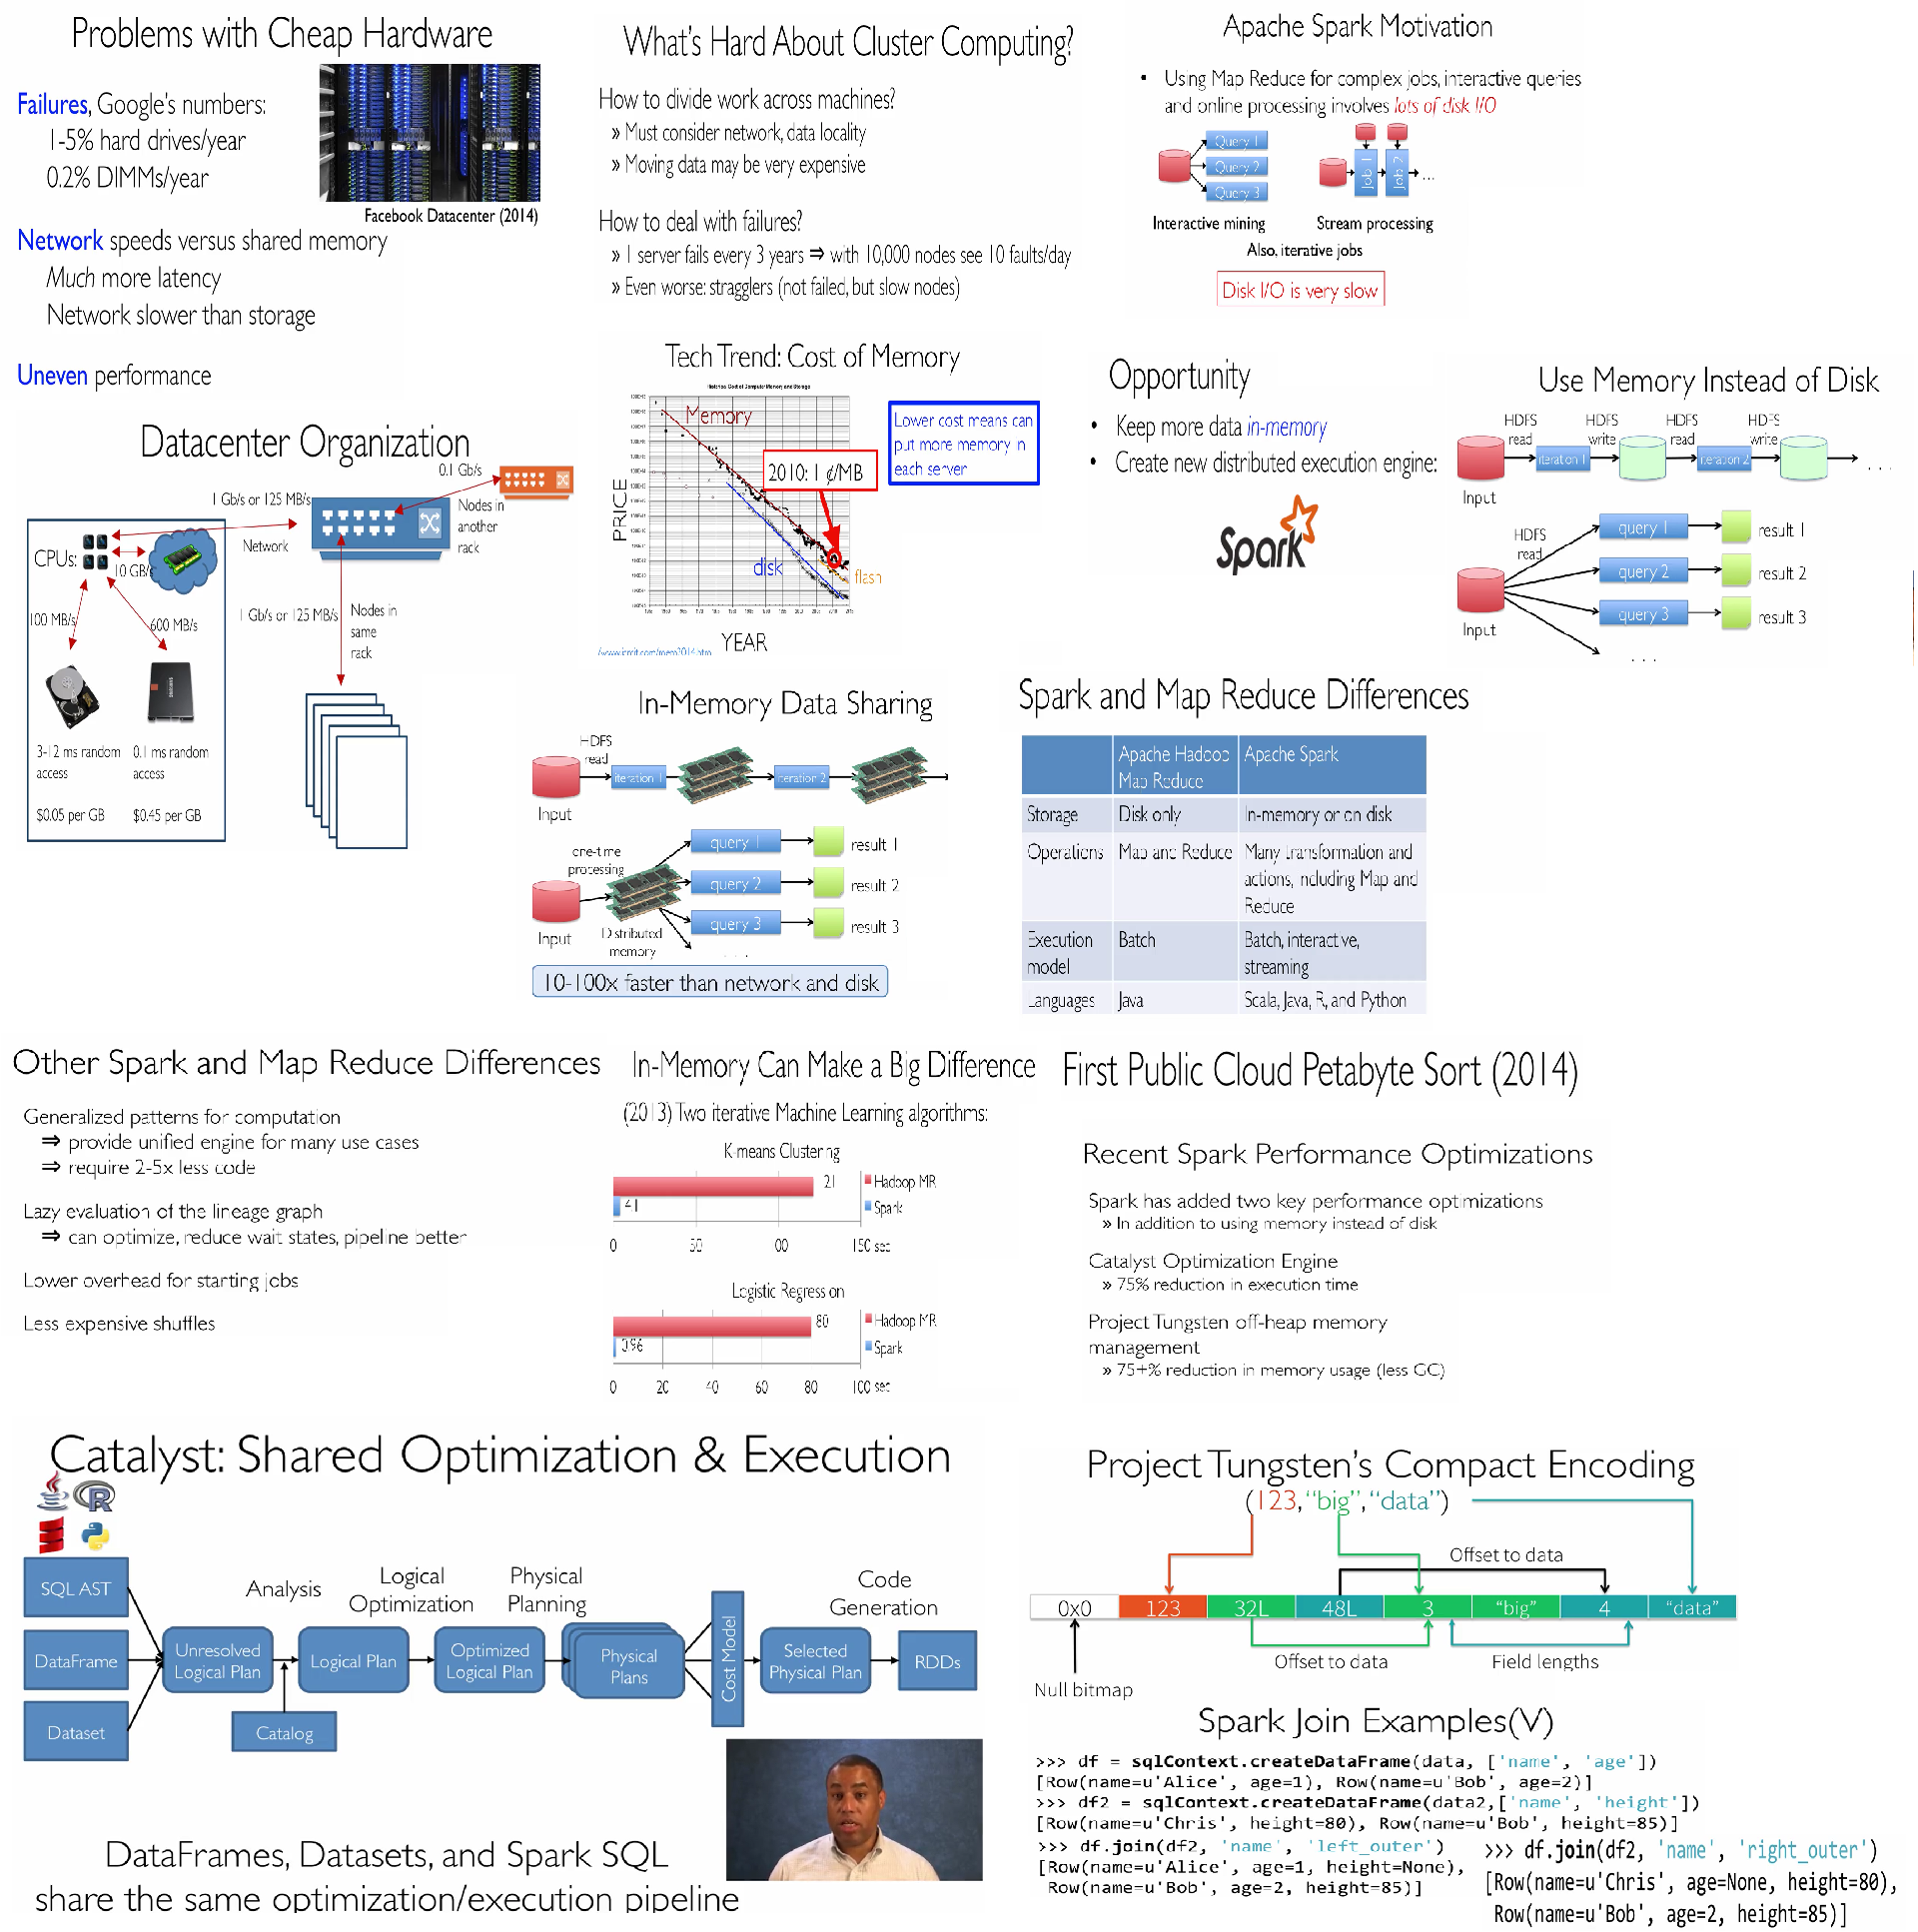 Problems with Cheap Hardware
Failures, Google's numbers:
1-5% hard drives/year
0.2% DIMMs/year
Facebook Datacenter (2014)
Network speeds versus shared memory
Much more latency
Network slower than storage
Uneven performance
What's Hard About Cluster Computing?
How to divide work across machines?
» Must consider network, data locality
» Moving data may be very expensive
How to deal with failures?
» 1 server fails every 3 years ⇒ with 10,000 nodes see 10 faults/day
» Even worse: stragglers (not failed, but slow nodes)
Apache Spark Motivation
• Using Map Reduce for complex jobs, interactive queries
and online processing involves lots of disk I/O
Query 1
Query 2
Query 3
Job 1
Job 2
...
Interactive mining
Stream processing
Also, iterative jobs
Disk I/O is very slow
Datacenter Organization
0.1 Gb/s
1 Gb/s or 125 MB/s
Nodes in
another
rack
Network
CPUs:
10 GB/s
100 MB/s
600 MB/s
1 Gb/s or 125 MB/s
Nodes in
same
rack
3-12 ms random
access
$0.05 per GB
0.1 ms random
access
$0.45 per GB
Tech Trend: Cost of Memory
Historical Cost of Computer Memory and Storage
Memory
2010: 1 ¢/MB
Lower cost means can
put more memory in
each server
PRICE
disk
flash
YEAR
Opportunity
• Keep more data in-memory
• Create new distributed execution engine:
Spark
Use Memory Instead of Disk
HDFS
read
HDFS
write
HDFS
read
HDFS
write
iteration 1
iteration 2
. . .
Input
HDFS
read
Input
query 1
result 1
query 2
result 2
query 3
result 3
. . .
In-Memory Data Sharing
HDFS
read
iteration 1
iteration 2
Input
one-time
processing
Input
Distributed
memory
query 1
result 1
query 2
result 2
query 3
result 3
. . .
10-100x faster than network and disk
Spark and Map Reduce Differences
Apache Hadoop
Map Reduce
Apache Spark
Storage
Disk only
In-memory or on disk
Operations
Map and Reduce
Many transformation and
actions, including Map and
Reduce
Execution
model
Batch
Batch, interactive,
streaming
Languages
Java
Scala, Java, R, and Python
Other Spark and Map Reduce Differences
Generalized patterns for computation
⇒ provide unified engine for many use cases
⇒ require 2-5x less code
Lazy evaluation of the lineage graph
⇒ can optimize, reduce wait states, pipeline better
Lower overhead for starting jobs
Less expensive shuffles
In-Memory Can Make a Big Difference
(2013) Two iterative Machine Learning algorithms:
K-means Clustering
21
4.1
Hadoop MR
Spark
0
50
00
150 sec
Logistic Regression
80
0.96
Hadoop MR
Spark
0 20 40 60 80 100 sec
First Public Cloud Petabyte Sort (2014)
Recent Spark Performance Optimizations
Spark has added two key performance optimizations
» In addition to using memory instead of disk
Catalyst Optimization Engine
» 75% reduction in execution time
Project Tungsten off-heap memory
management
» 75+% reduction in memory usage (less GC)
Catalyst: Shared Optimization & Execution
R
SQL AST
DataFrame
Dataset
Analysis
Logical
Optimization
Physical
Planning
Code
Generation
Unresolved
Logical Plan
Logical Plan
Optimized
Logical Plan
Physical
Plans
Cost Model
Selected
Physical Plan
RDDs
Catalog
DataFrames, Datasets, and Spark SQL
share the same optimization/execution pipeline
Project Tungsten's Compact Encoding
(123, "big", "data")
Offset to data
0x0 123 32L 48L 3 "big" 4 "data"
Offset to data
Field lengths
Null bitmap
Spark Join Examples(V)
>>> df = sqlContext.createDataFrame(data, ['name', 'age'])
[Row(name=u'Alice', age=1), Row(name=u'Bob', age=2)]
>>> df2 = sqlContext.createDataFrame(data2,['name', 'height'])
[Row(name=u'Chris', height=80), Row(name=u'Bob', height=85)]
>>> df.join(df2, 'name', 'left_outer')
[Row(name=u'Alice', age=1, height=None),
Row(name=u'Bob', age=2, height=85)]
>>> df.join(df2, 'name', 'right_outer')
[Row(name=u'Chris', age=None, height=80),
Row(name=u'Bob', age=2, height=85)]